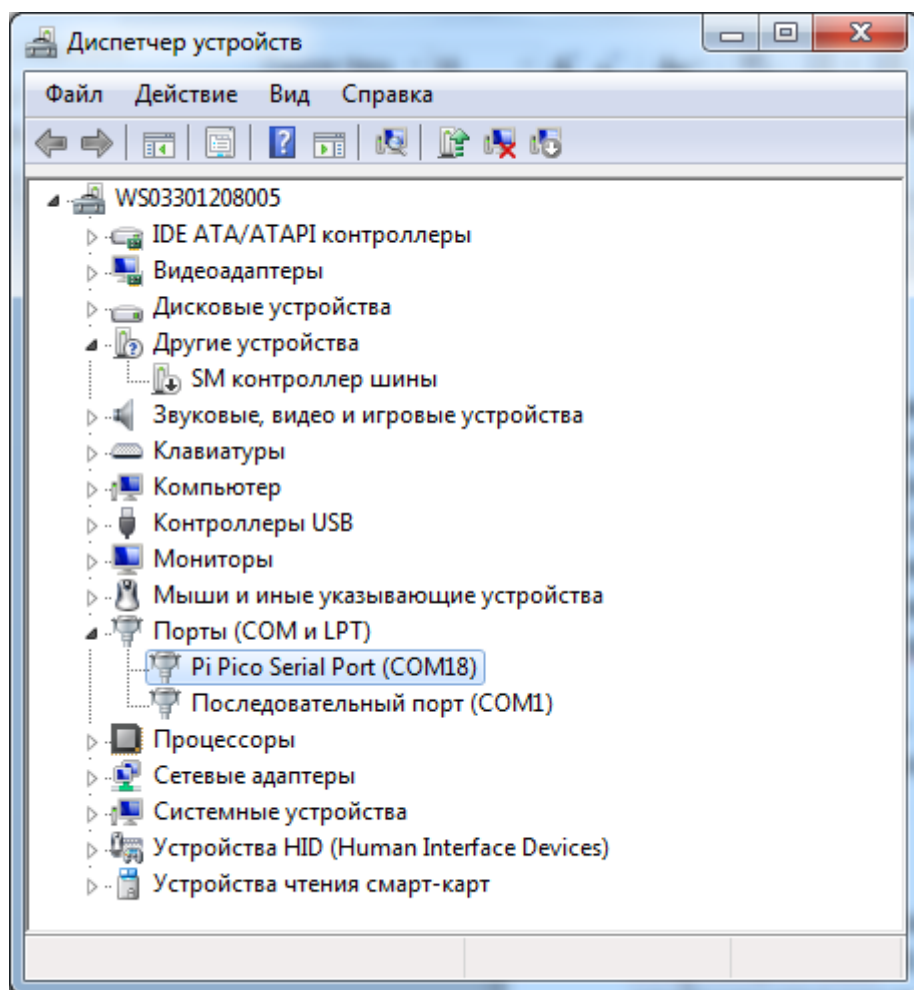 Диспетчер устройств
Файл Действие Вид Справка
WS03301208005
IDE ATA/ATAPI контроллеры
Видеоадаптеры
Дисковые устройства
Другие устройства
SM контроллер шины
Звуковые, видео и игровые устройства
Клавиатуры
Компьютер
Контроллеры USB
Мониторы
Мыши и иные указывающие устройства
Порты (COM и LPT)
Pi Pico Serial Port (COM18)
Последовательный порт (COM1)
Процессоры
Сетевые адаптеры
Системные устройства
Устройства HID (Human Interface Devices)
Устройства чтения смарт-карт